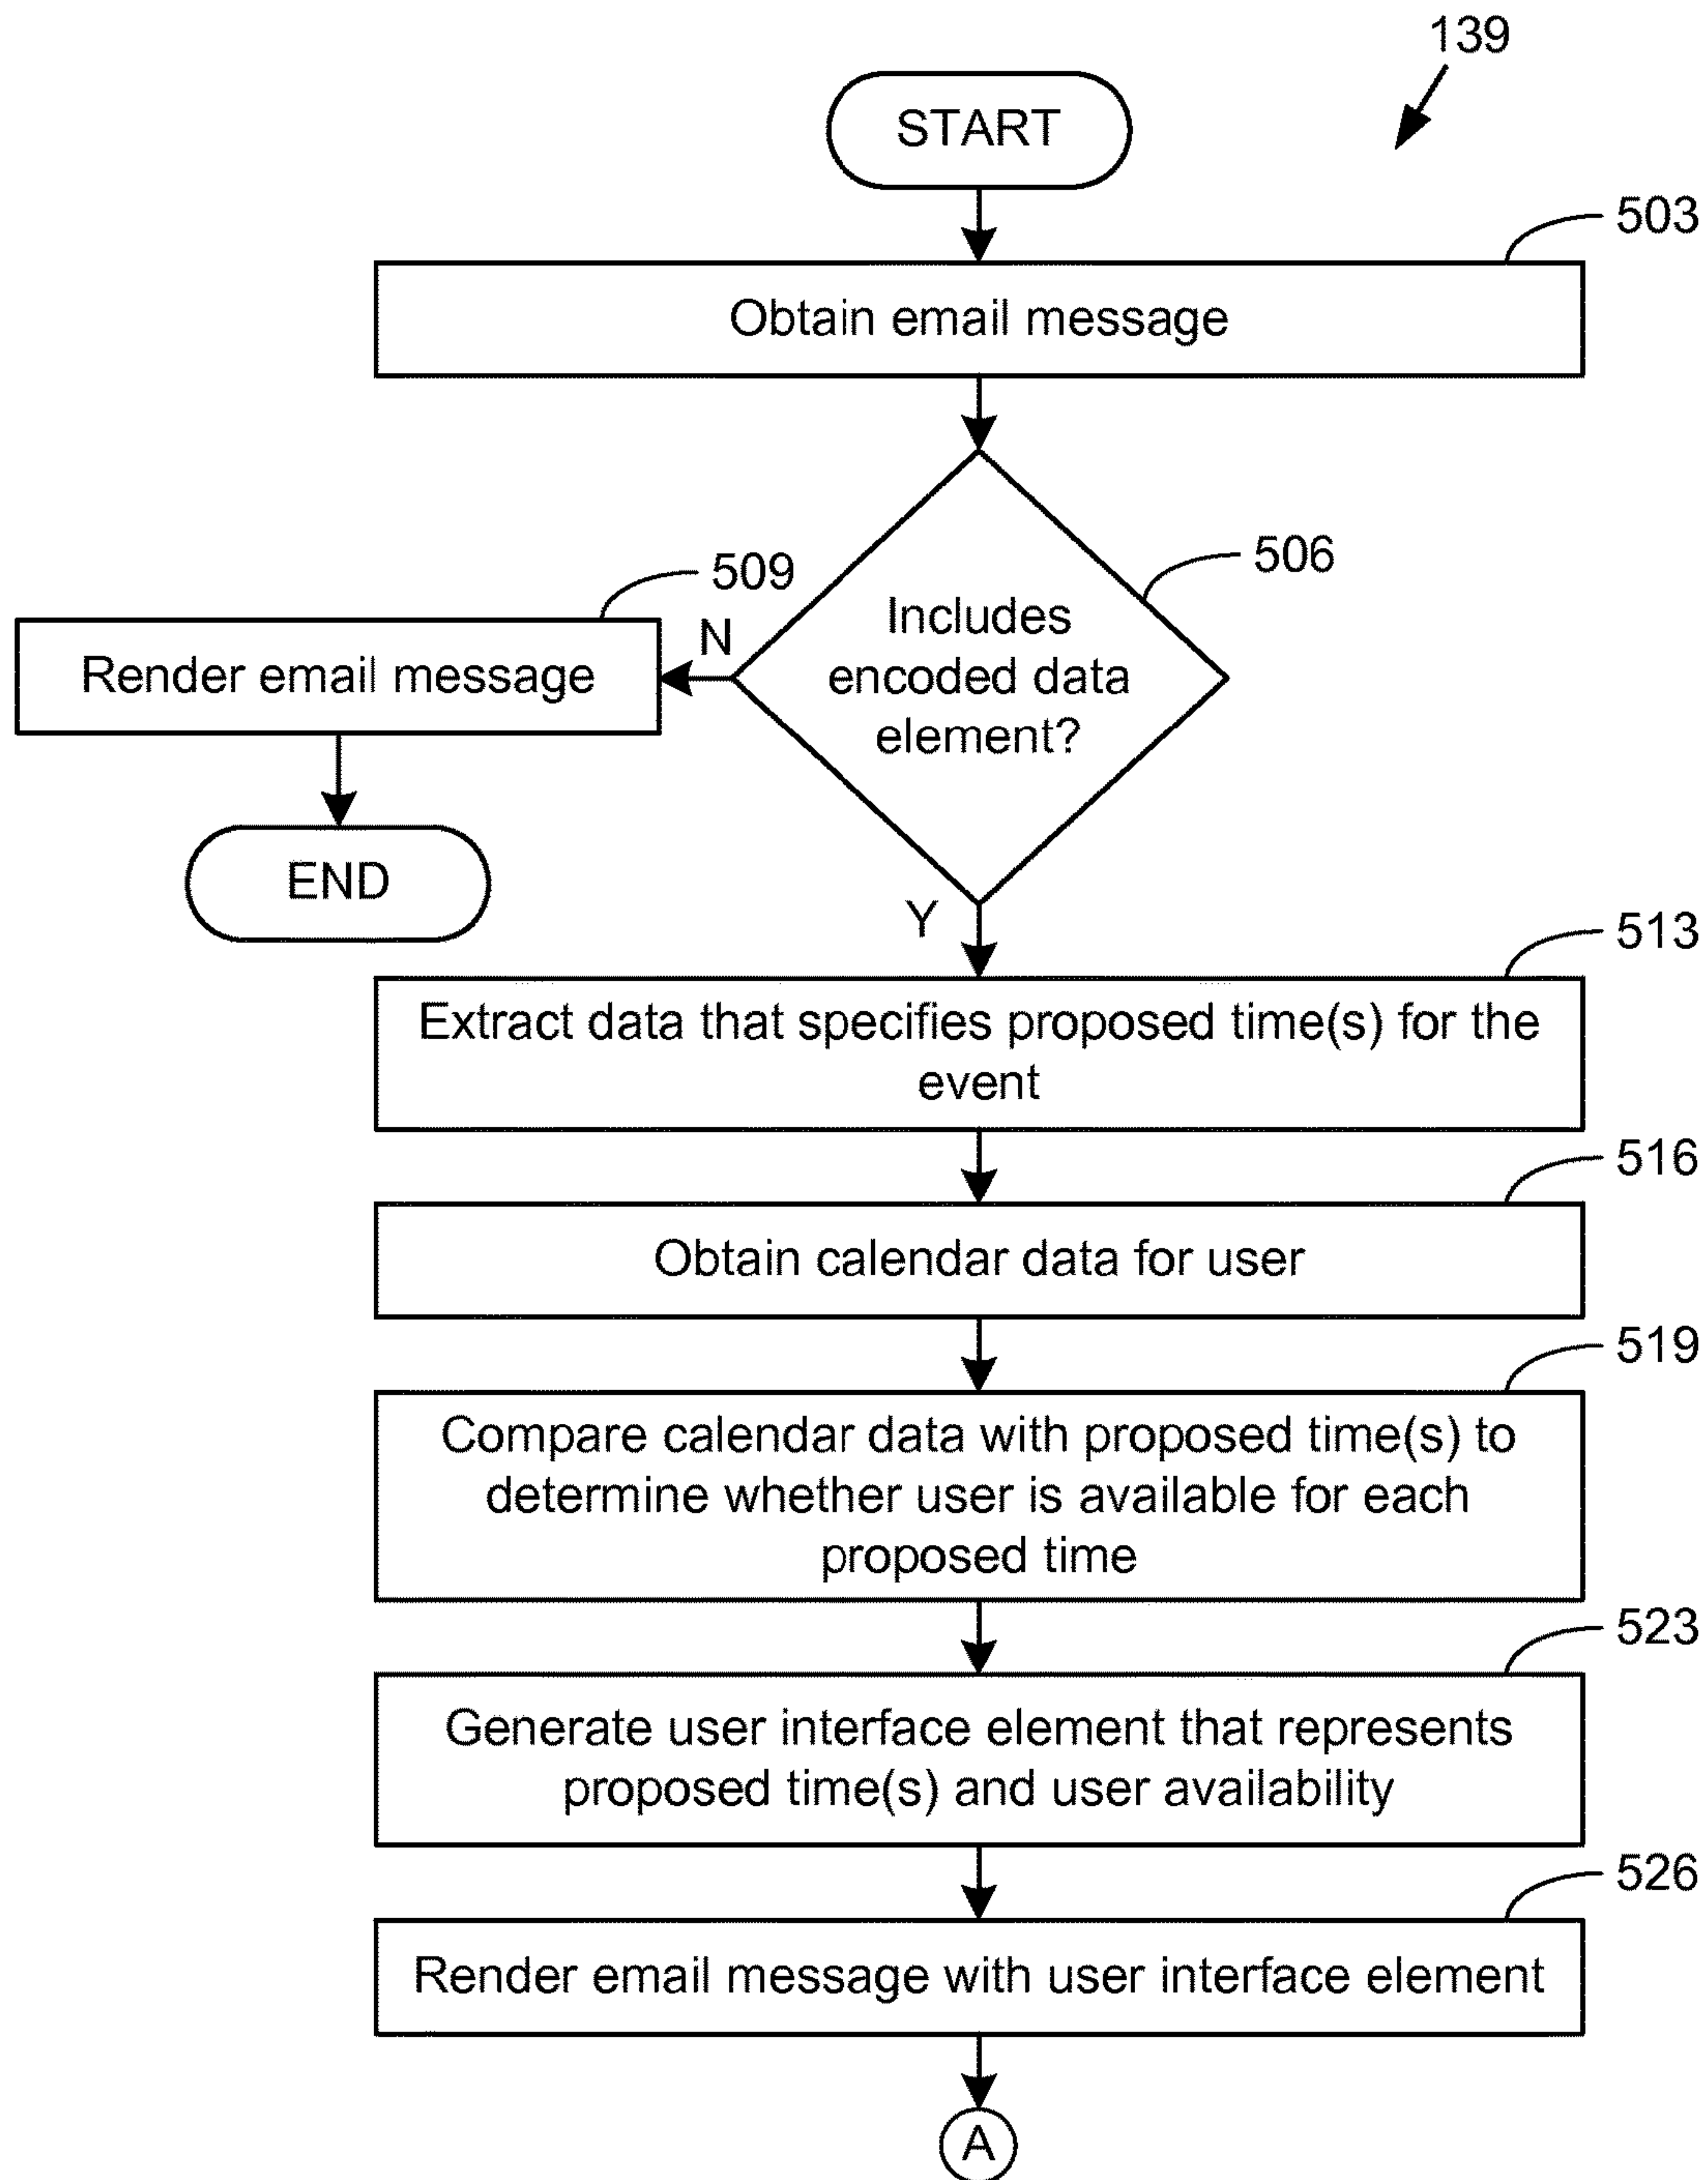 139
START
503
Obtain email message
506
Includes
encoded data
element?
509
N
Render email message
END
Y
513
Extract data that specifies proposed time(s) for the
event
516
Obtain calendar data for user
519
Compare calendar data with proposed time(s) to
determine whether user is available for each
proposed time
523
Generate user interface element that represents
proposed time(s) and user availability
526
Render email message with user interface element
A